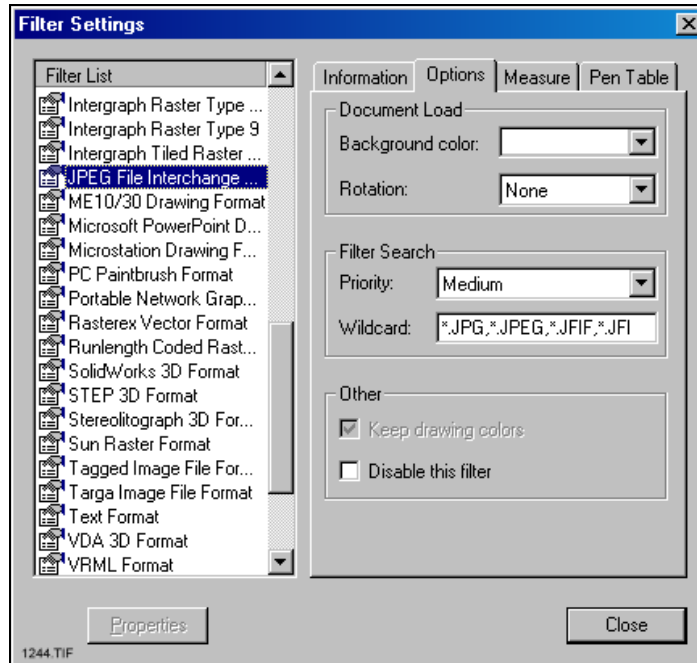 Filter Settings
Filter List
Intergraph Raster Type ...
Intergraph Raster Type 9
Intergraph Tiled Raster ...
JPEG File Interchange ...
ME10/30 Drawing Format
Microsoft PowerPoint D...
Microstation Drawing F...
PC Paintbrush Format
Portable Network Grap...
Rasterex Vector Format
Runlength Coded Rast...
SolidWorks 3D Format
STEP 3D Format
Stereolitograph 3D For...
Sun Raster Format
Tagged Image File For...
Targa Image File Format
Text Format
VDA 3D Format
VRML Format
Information Options Measure Pen Table
Document Load
Background color:
Rotation: None
Filter Search
Priority: Medium
Wildcard: *.JPG,*.JPEG,*.JFIF,*.JFI
Other
Keep drawing colors
Disable this filter
Properties
Close
1244.TIF